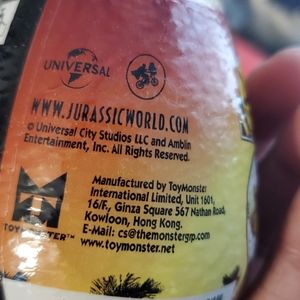 UNIVERSAL
WWW.JURASSICWORLD.COM
© Universal City Studios LLC and Amblin
Entertainment, Inc. All Rights Reserved.
Manufactured by ToyMonster
International Limited, Unit 1601,
16/F., Ginza Square 567 Nathan Road,
Kowloon, Hong Kong.
E-mail: cs@themonstergrp.com
www.toymonster.net
TOYMONSTER™